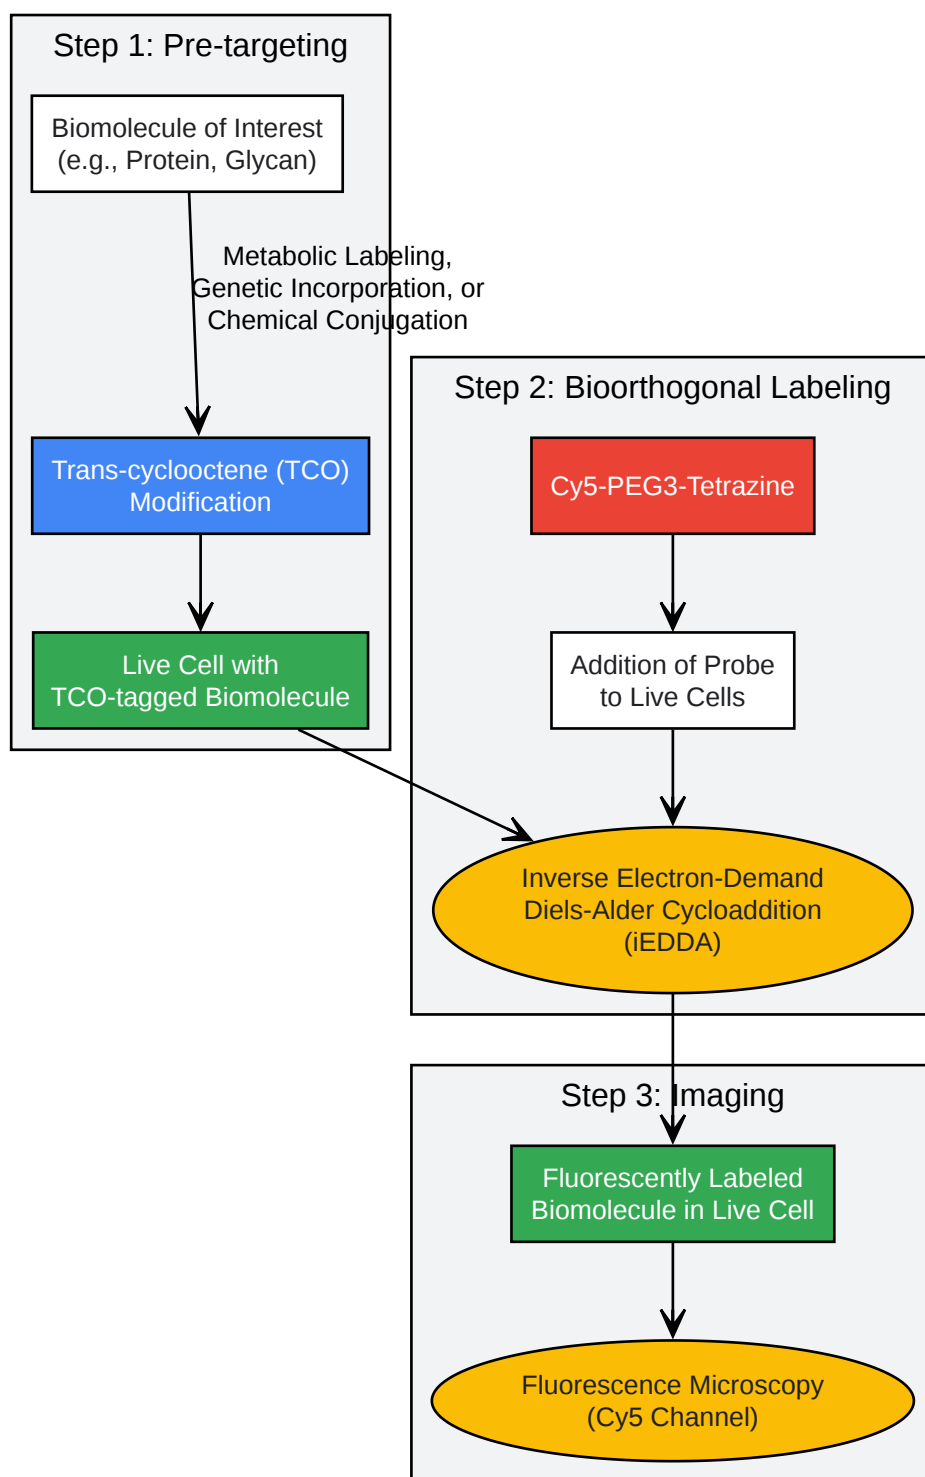 Step 1: Pre-targeting
Biomolecule of Interest
(e.g., Protein, Glycan)
Metabolic Labeling,
Genetic Incorporation, or
Chemical Conjugation
Trans-cyclooctene (TCO)
Modification
Live Cell with
TCO-tagged Biomolecule
Step 2: Bioorthogonal Labeling
Cy5-PEG3-Tetrazine
Addition of Probe
to Live Cells
Inverse Electron-Demand
Diels-Alder Cycloaddition
(iEDDA)
Step 3: Imaging
Fluorescently Labeled
Biomolecule in Live Cell
Fluorescence Microscopy
(Cy5 Channel)